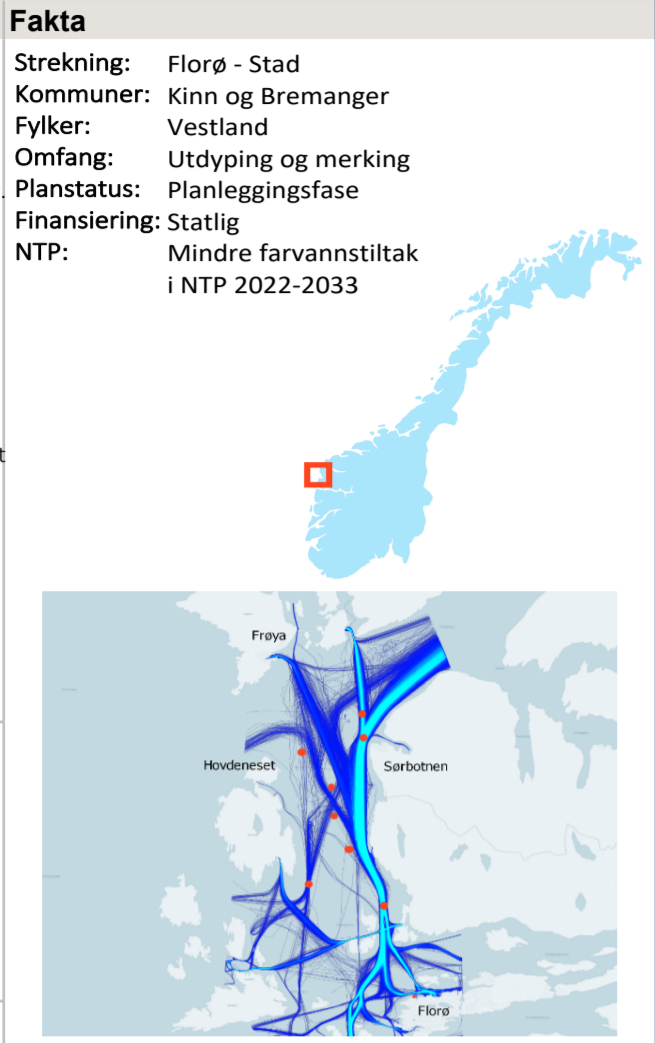 Fakta
Strekning: Florø - Stad
Kommuner: Kinn og Bremanger
Fylker: Vestland
Omfang: Utdyping og merking
Planstatus: Planleggingsfase
Finansiering: Statlig
NTP: Mindre farvannstiltak
i NTP 2022-2033
t
Frøya
Hovdeneset
Sørbotnen
Florø